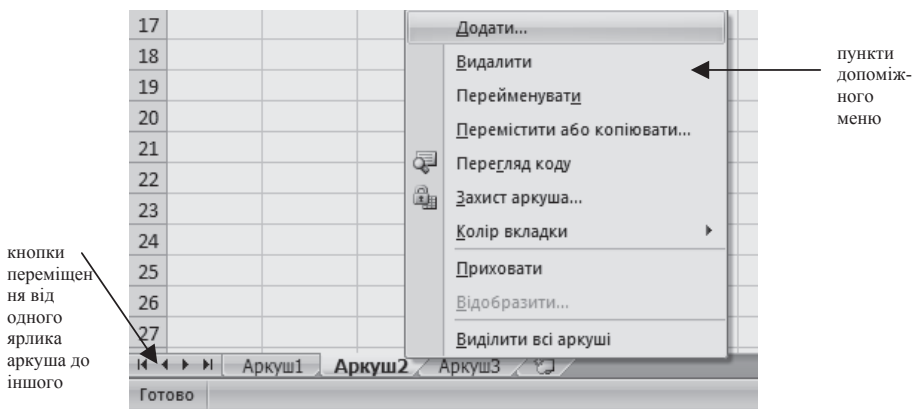 17
18
19
20
21
22
23
24
25
26
27
Додати...
Видалити
Перейменувати
Перемістити або копіювати...
Перегляд коду
Захист аркуша...
Колір вкладки
Приховати
Відобразити...
Виділити всі аркуші
пункти
допоміж-
ного
меню
кнопки
переміщен
ня від
одного
ярлика
аркуша до
іншого
Аркуш1 Аркуш2 Аркуш3
Готово